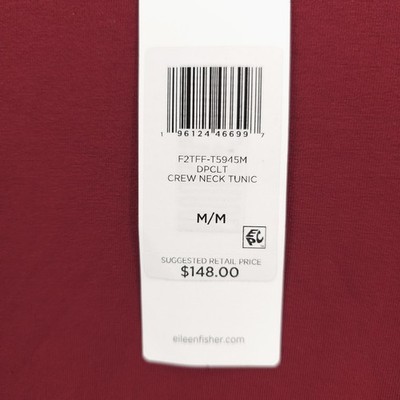 1 96124 46699 7
F2TFF-T5945M
DPCLT
CREW NECK TUNIC
M/M
SUGGESTED RETAIL PRICE
$148.00
eileenfisher.com